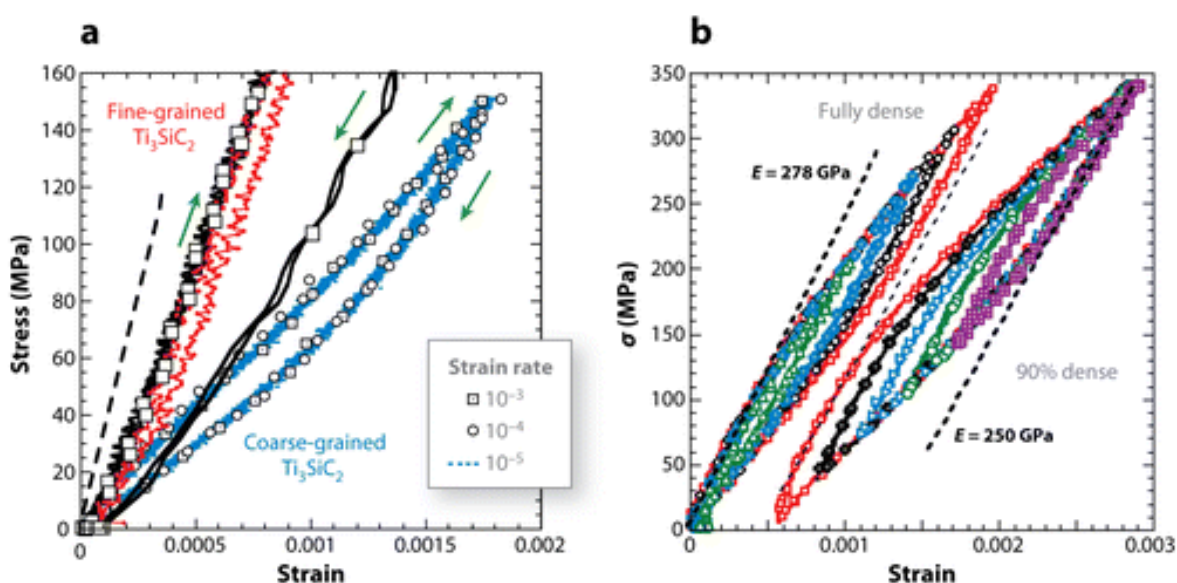 a
b
160
140
120
100
80
60
40
20
0
Stress (MPa)
Fine-grained
Ti₃SiC₂
Coarse-grained
Ti₃SiC₂
Strain rate
10⁻³
10⁻⁴
10⁻⁵
0
0.0005
0.001
0.0015
0.002
Strain
350
300
250
200
150
100
50
0
σ (MPa)
Fully dense
E = 278 GPa
90% dense
E = 250 GPa
0
0.001
0.002
0.003
Strain